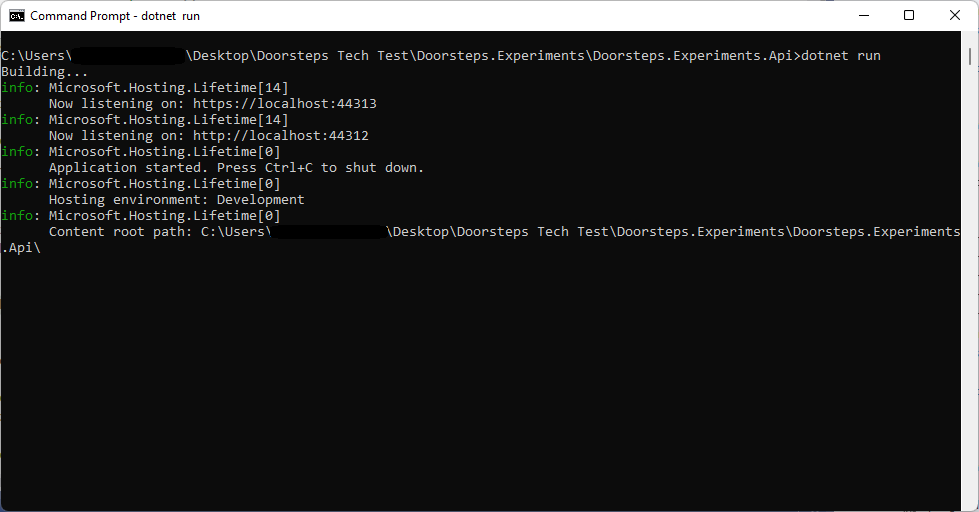 Command Prompt - dotnet run
C:\Users\ \Desktop\Doorsteps Tech Test\Doorsteps.Experiments\Doorsteps.Experiments.Api>dotnet run
Building...
info: Microsoft.Hosting.Lifetime[14]
Now listening on: https://localhost:44313
info: Microsoft.Hosting.Lifetime[14]
Now listening on: http://localhost:44312
info: Microsoft.Hosting.Lifetime[0]
Application started. Press Ctrl+C to shut down.
info: Microsoft.Hosting.Lifetime[0]
Hosting environment: Development
info: Microsoft.Hosting.Lifetime[0]
Content root path: C:\Users\ \Desktop\Doorsteps Tech Test\Doorsteps.Experiments\Doorsteps.Experiments
.Api\